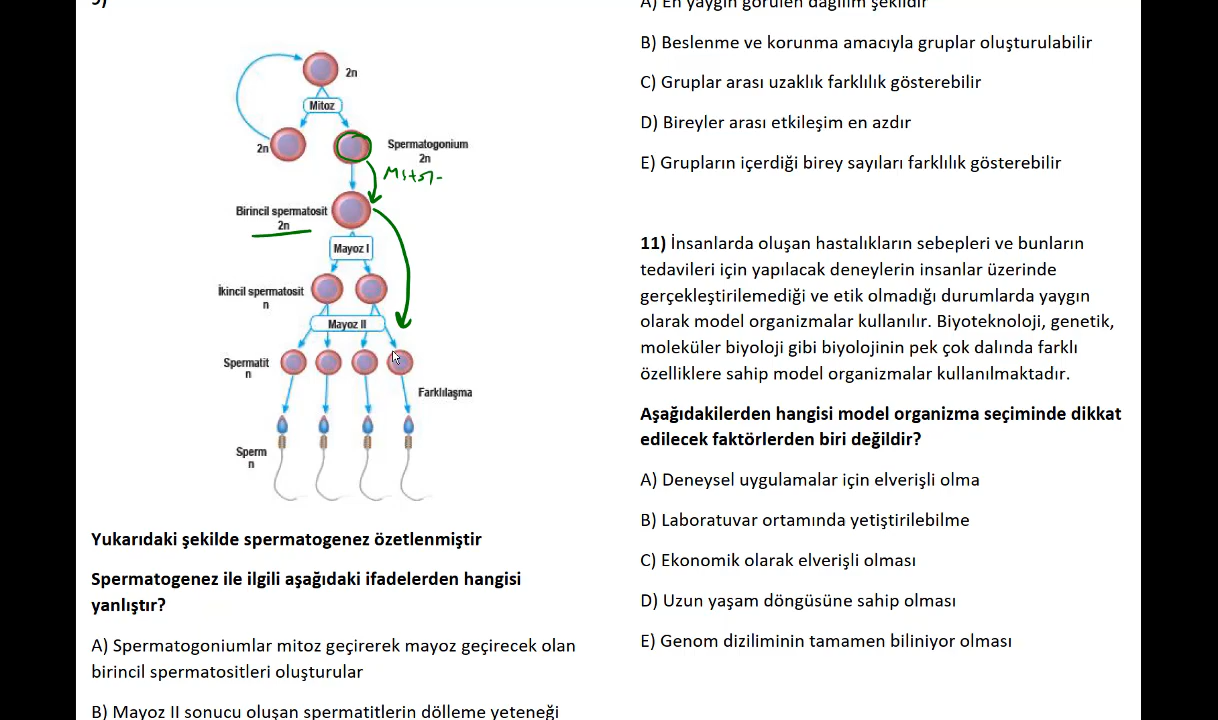 2n
Mitoz
2n
Spermatogonium
2n
Mitoz
Birincil spermatosit
2n
Mayoz I
İkincil spermatosit
n
Mayoz II
Spermatit
n
Farklılaşma
Sperm
n
Yukarıdaki şekilde spermatogenez özetlenmiştir
Spermatogenez ile ilgili aşağıdaki ifadelerden hangisi
yanlıştır?
A) Spermatogoniumlar mitoz geçirerek mayoz geçirecek olan
birincil spermatositleri oluşturular
B) Mayoz II sonucu oluşan spermatitlerin dölleme yeteneği
A) En yaygın görülen dağılım şeklidir
B) Beslenme ve korunma amacıyla gruplar oluşturulabilir
C) Gruplar arası uzaklık farklılık gösterebilir
D) Bireyler arası etkileşim en azdır
E) Grupların içerdiği birey sayıları farklılık gösterebilir
11) İnsanlarda oluşan hastalıkların sebepleri ve bunların
tedavileri için yapılacak deneylerin insanlar üzerinde
gerçekleştirilemediği ve etik olmadığı durumlarda yaygın
olarak model organizmalar kullanılır. Biyoteknoloji, genetik,
moleküler biyoloji gibi biyolojinin pek çok dalında farklı
özelliklere sahip model organizmalar kullanılmaktadır.
Aşağıdakilerden hangisi model organizma seçiminde dikkat
edilecek faktörlerden biri değildir?
A) Deneysel uygulamalar için elverişli olma
B) Laboratuvar ortamında yetiştirilebilme
C) Ekonomik olarak elverişli olması
D) Uzun yaşam döngüsüne sahip olması
E) Genom diziliminin tamamen biliniyor olması